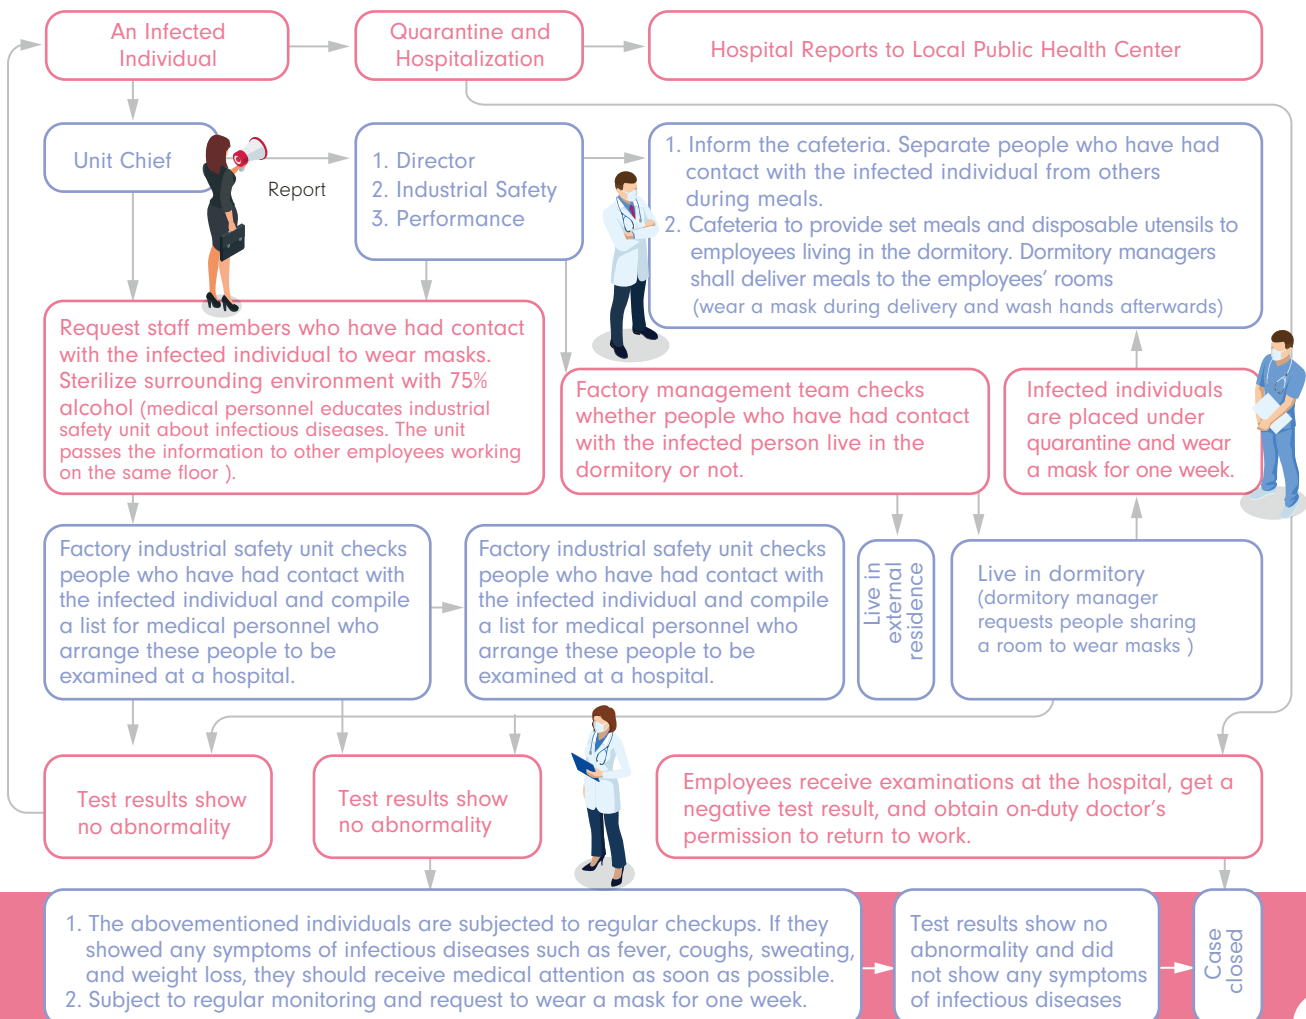 An Infected
Individual
Quarantine and
Hospitalization
Hospital Reports to Local Public Health Center
Unit Chief
Report
1. Director
2. Industrial Safety
3. Performance
1. Inform the cafeteria. Separate people who have had
contact with the infected individual from others
during meals.
2. Cafeteria to provide set meals and disposable utensils to
employees living in the dormitory. Dormitory managers
shall deliver meals to the employees' rooms
(wear a mask during delivery and wash hands afterwards)
Request staff members who have had contact
with the infected individual to wear masks.
Sterilize surrounding environment with 75%
alcohol (medical personnel educates industrial
safety unit about infectious diseases. The unit
passes the information to other employees working
on the same floor ).
Factory management team checks
whether people who have had contact
with the infected person live in the
dormitory or not.
Infected individuals
are placed under
quarantine and wear
a mask for one week.
Factory industrial safety unit checks
people who have had contact with
the infected individual and compile
a list for medical personnel who
arrange these people to be
examined at a hospital.
Factory industrial safety unit checks
people who have had contact with
the infected individual and compile
a list for medical personnel who
arrange these people to be
examined at a hospital.
Live in
external
residence
Live in dormitory
(dormitory manager
requests people sharing
a room to wear masks )
Test results show
no abnormality
Test results show
no abnormality
Employees receive examinations at the hospital, get a
negative test result, and obtain on-duty doctor's
permission to return to work.
1. The abovementioned individuals are subjected to regular checkups. If they
showed any symptoms of infectious diseases such as fever, coughs, sweating,
and weight loss, they should receive medical attention as soon as possible.
2. Subject to regular monitoring and request to wear a mask for one week.
Test results show no
abnormality and did
not show any symptoms
of infectious diseases
Case
closed